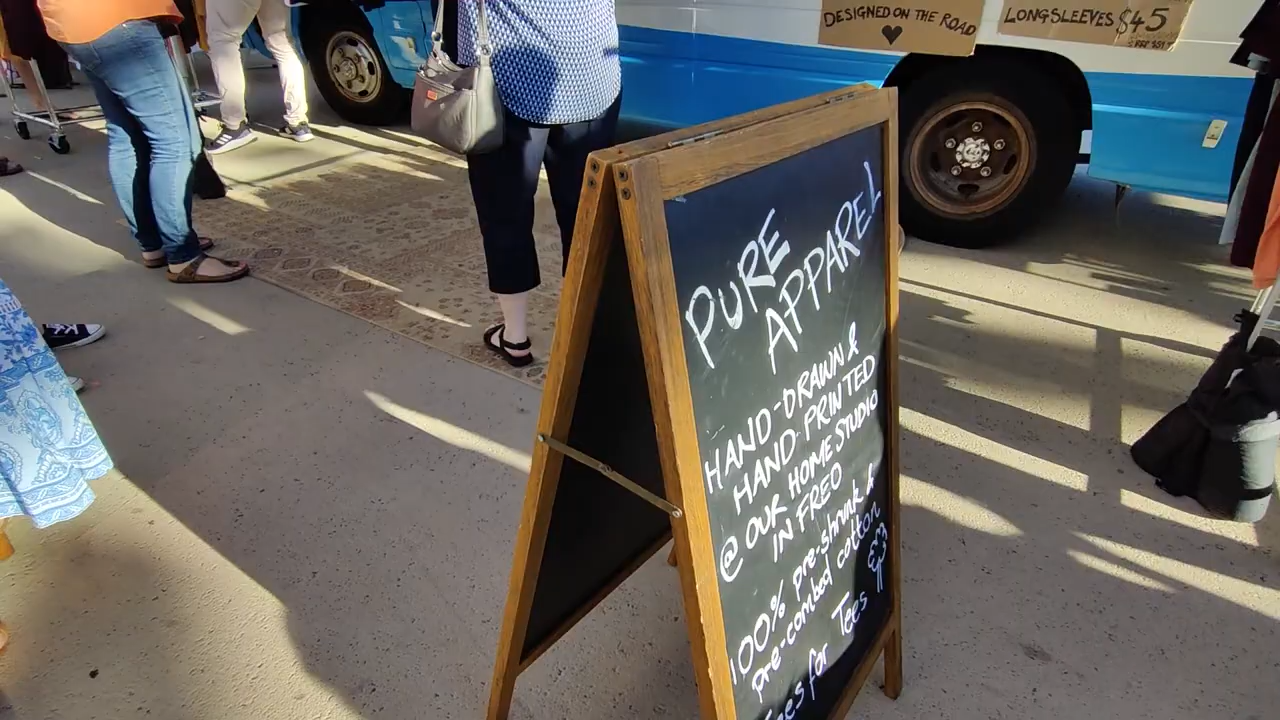 DESIGNED ON THE ROAD
LONGSLEEVES $45
PURE
APPAREL
HAND-DRAWN &
HAND-PRINTED
@ OUR HOME STUDIO
IN FRED
100% pre-shrunk &
pre-combed cotton
for Tees